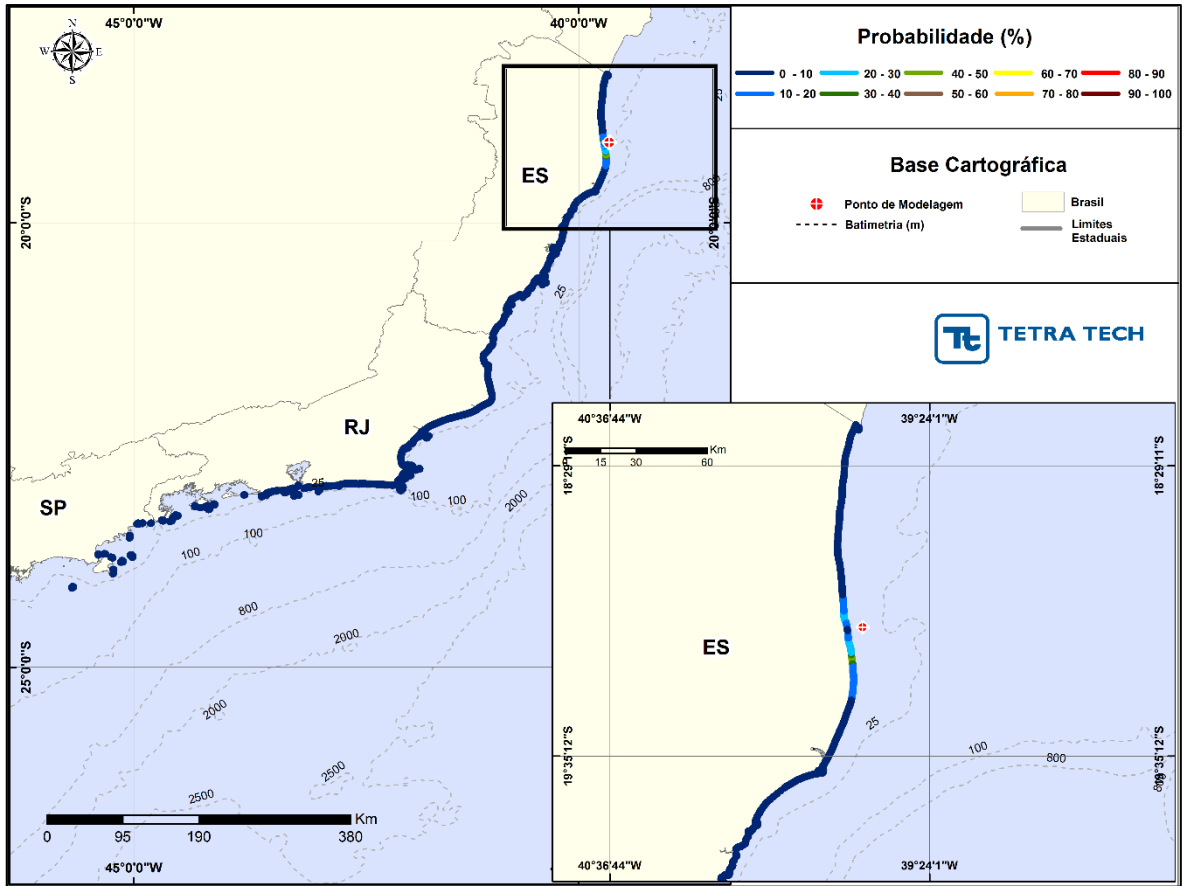 45°0'0"W
40°0'0"W
N
W
E
S
20°0'0"S
20°0'0"S
25°0'0"S
45°0'0"W
ES
RJ
SP
25
800
25
25
100
100
2000
100
100
800
2000
2000
2500
2500
Km
0
95
190
380
Probabilidade (%)
0 - 10
20 - 30
40 - 50
60 - 70
80 - 90
10 - 20
30 - 40
50 - 60
70 - 80
90 - 100
Base Cartográfica
Ponto de Modelagem
Brasil
Batimetria (m)
Limites
Estaduais
Tt
TETRA TECH
40°36'44"W
39°24'1"W
Km
15
30
60
18°29'11"S
18°29'11"S
ES
25
100
800
19°35'12"S
19°35'12"S
40°36'44"W
39°24'1"W